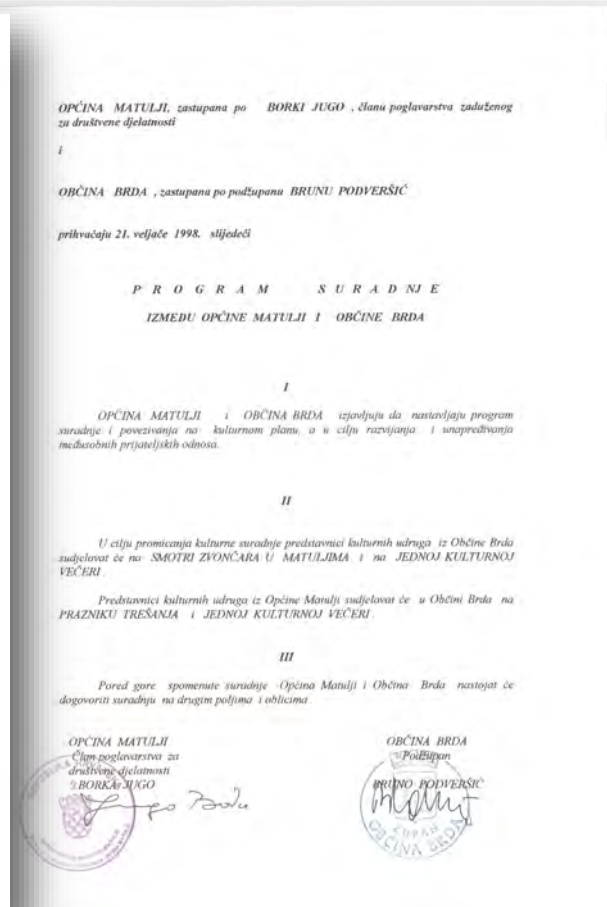 OPĆINA MATULJI, zastupana po BORKI JUGO , članu poglavarstva zaduženog
za društvene djelatnosti
i
OBČINA BRDA , zastupana po podžupanu BRUNU PODVERŠIĆ
prihvaćaju 21. veljače 1998. slijedeći
P R O G R A M S U R A D NJ E
IZMEĐU OPĆINE MATULJI I OBČINE BRDA
I
OPĆINA MATULJI i OBČINA BRDA izjavljuju da nastavljaju program
suradnje i povezivanja na kulturnom planu, a u cilju razvijanja i unapređivanja
međusobnih prijateljskih odnosa.
II
U cilju promicanja kulturne suradnje predstavnici kulturnih udruga iz Občine Brda
sudjelovat će na SMOTRI ZVONČARA U MATULJIMA i na JEDNOJ KULTURNOJ
VEČERI .
Predstavnici kulturnih udruga iz Općine Matulji sudjelovat će u Občini Brda na
PRAZNIKU TREŠANJA i JEDNOJ KULTURNOJ VEČERI .
III
Pored gore spomenute suradnje Općina Matulji i Občina Brda nastojat će
dogovoriti suradnju na drugim poljima i oblicima
OPĆINA MATULJI
Član poglavarstva za
društvene djelatnosti
BORKA JUGO
Jugo Borka
OBČINA BRDA
Podžupan
BRUNO PODVERŠIČ
ŽUPAN
OBČINA BRDA